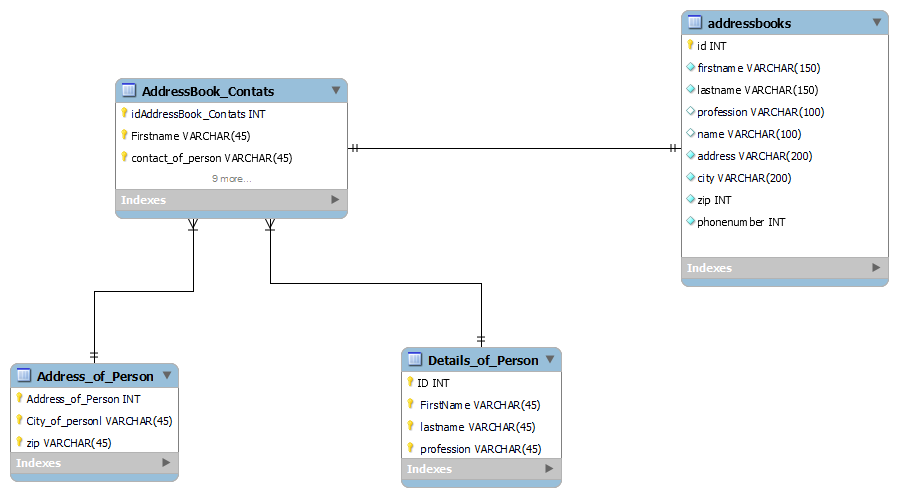 addressbooks
id INT
firstname VARCHAR(150)
lastname VARCHAR(150)
profession VARCHAR(100)
name VARCHAR(100)
address VARCHAR(200)
city VARCHAR(200)
zip INT
phonenumber INT
Indexes
AddressBook_Contats
idAddressBook_Contats INT
Firstname VARCHAR(45)
contact_of_person VARCHAR(45)
9 more...
Indexes
Address_of_Person
Address_of_Person INT
City_of_personl VARCHAR(45)
zip VARCHAR(45)
Indexes
Details_of_Person
ID INT
FirstName VARCHAR(45)
lastname VARCHAR(45)
profession VARCHAR(45)
Indexes